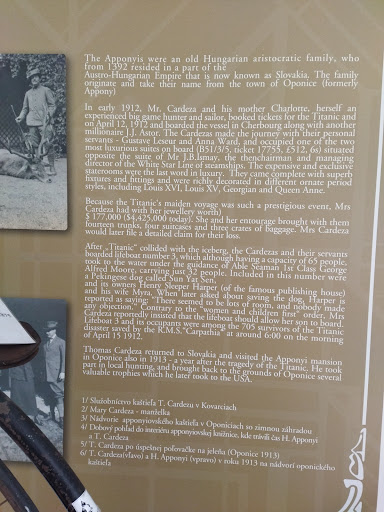 The Apponyis were an old Hungarian aristrocratic family, who
from 1392 resided in a part of the
Austro-Hungarian Empire that is now known as Slovakia. The family
originate and take their name from the town of Oponice (formerly
Appony)
In early 1912, Mr. Cardeza and his mother Charlotte, herself an
experienced big game hunter and sailor, booked tickets for the Titanic and
on April 12, 1912 and boarded the vessel in Cherbourg along with another
millionaire J.J. Astor. The Cardezas made the journey with their personal
servants - Gustave Leseur and Anna Ward, and occupied one of the two
most luxurious suites on board (B51/3/5, ticket 17755, £512, 6s) situated
opposite the suite of Mr J.B.Ismay, the thenchairman and managing
director of the White Star Line of steamships. The expensive and exclusive
staterooms were the last word in luxury. They came complete with superb
fixtures and fitting and were richly decorated in different ornate period
styles, including Louis XVI, Louis XV, Georgian and Queen Anne.
Because the Titanic's maiden voyage was such a prestigious event, Mrs
Cardeza had with her jewellery worth)
$ 177,000 ($4,425,000 today). She and her entourage brought with them
fourteen trunks, four suitcases and three crates of baggage. Mrs Cardeza
would later file a detailed claim for their loss.
After „Titanic" collided with the iceberg, the Cardezas and their servants
boarded lifeboat number 3, which although having a capacity of 65 people,
took to the water under the guidance of Able Seaman 1st Class George
Alfred Moore, carrying just 32 people. Included in this number were
a Pekingese dog called Sun Yat Sen,
and its owners Henry Sleeper Harper (of the famous publishing house)
and his wife Myra. When later asked about saving the dog, Harper is
reported as saying: "There seemed to be lots of room, and nobody made
any objection." Contrary to the "women and children first" order, Mrs
Cardeza reportedly insisted that the lifeboat should allow her son to board.
Lifeboat 3 and its occupants were among the 705 survivors of the Titanic
disaster saved by the R.M.S."Carpathia" at around 6:00 on the morning
of April 15 1912.
Thomas Cardeza returned to Slovakia and visited the Apponyi mansion
in Oponice also in 1913 - a year after the tragedy of the Titanic. He took
part in local hunting, and brought back to the grounds of Oponice several
valuable trophies which he later took to the USA.
1/ Služobníctvo kaštieľa T. Cardezu v Kovarciach
2/ Mary Cardeza - manželka
3/ Nádvorie apponyiovského kaštieľa v Oponiciach so zimnou záhradou
4/ Dobový pohľad do interiéru apponyiovskej knižnice, kde trávili čas H. Apponyi
a T. Cardeza
5/ T. Cardeza po úspešnej poľovačke na jeleňa (Oponice 1913)
6/ T. Cardeza(vľavo) a H. Apponyi (vpravo) v roku 1913 na nádvorí oponického
kaštieľa